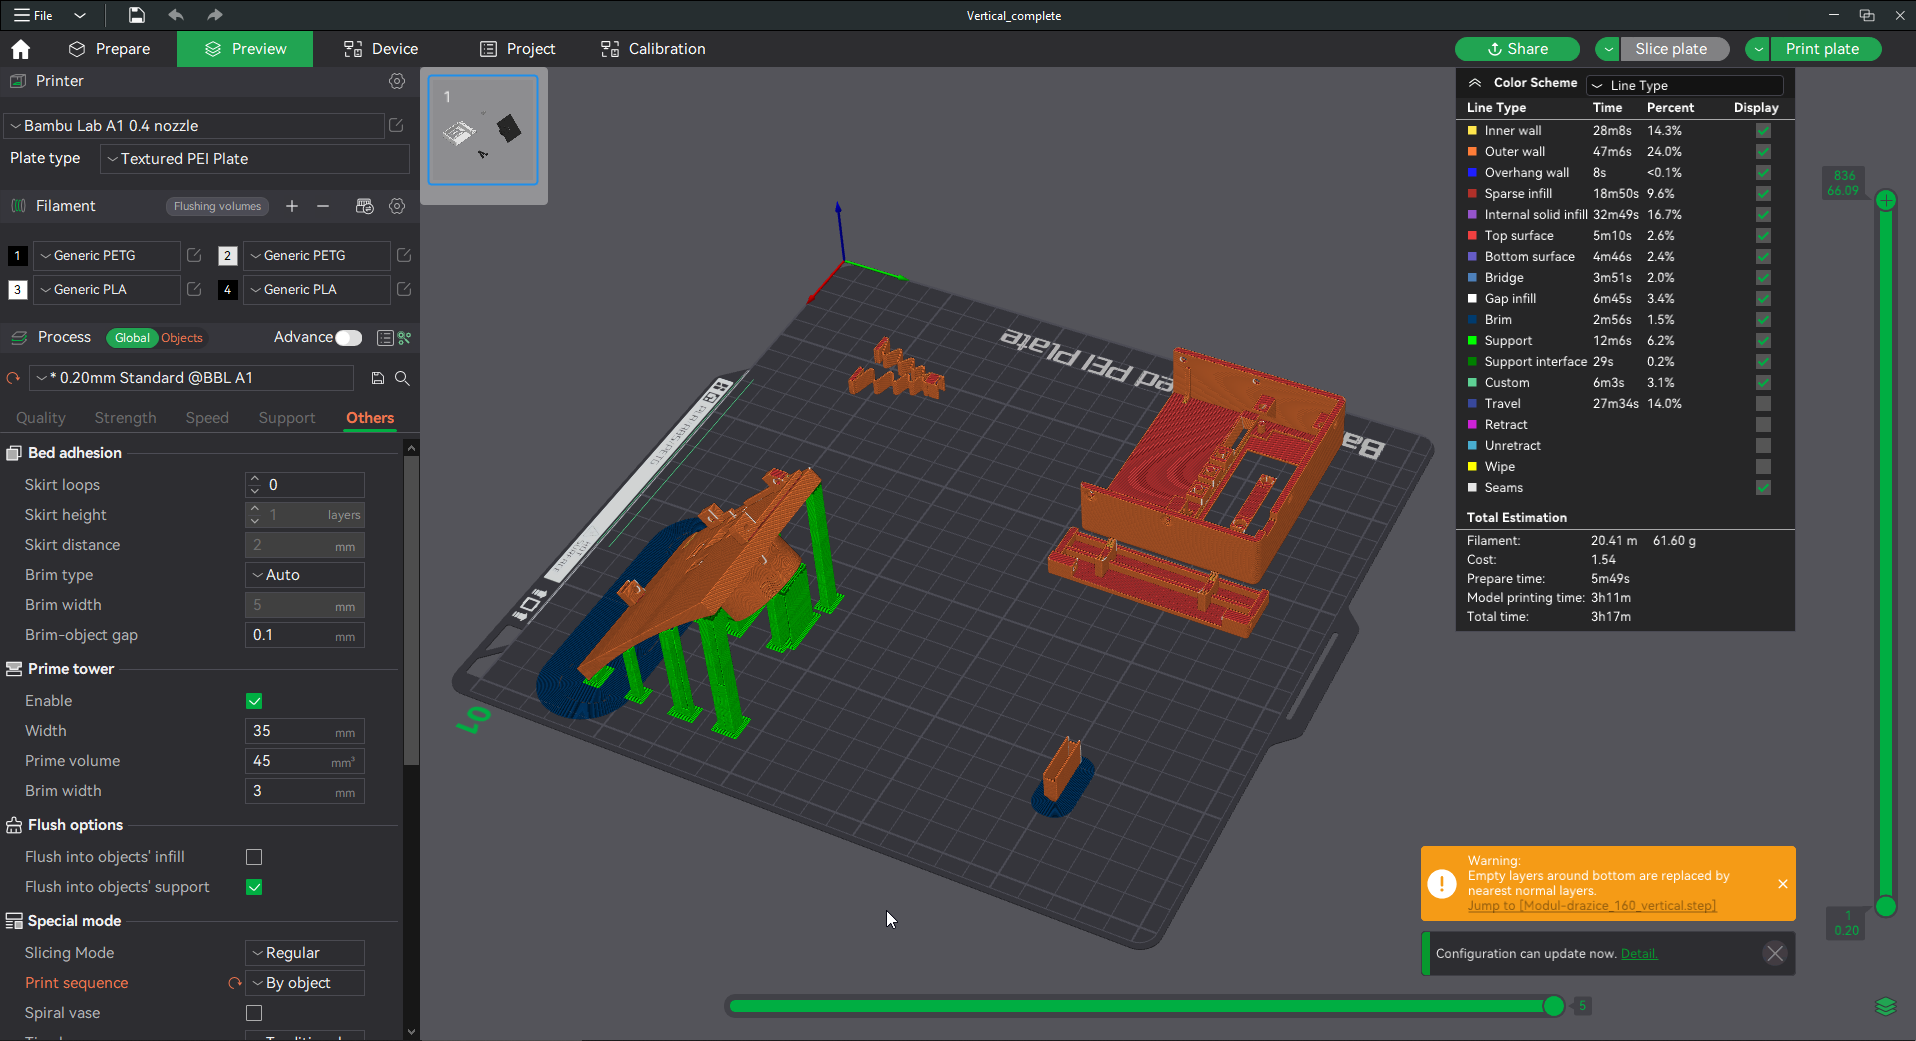 File
Vertical_complete
Prepare
Preview
Device
Project
Calibration
Share
Slice plate
Print plate
Printer
Bambu Lab A1 0.4 nozzle
Plate type
Textured PEI Plate
Filament
Flushing volumes
1 Generic PETG
2 Generic PETG
3 Generic PLA
4 Generic PLA
Process
Global
Objects
Advance
* 0.20mm Standard @BBL A1
Quality
Strength
Speed
Support
Others
Bed adhesion
Skirt loops 0
Skirt height 1 layers
Skirt distance 2 mm
Brim type Auto
Brim width 5 mm
Brim-object gap 0.1 mm
Prime tower
Enable
Width 35 mm
Prime volume 45 mm³
Brim width 3 mm
Flush options
Flush into objects' infill
Flush into objects' support
Special mode
Slicing Mode Regular
Print sequence By object
Spiral vase
1
ed PEI Plate
Ba
01
Color Scheme Line Type
Line Type Time Percent Display
Inner wall 28m8s 14.3%
Outer wall 47m6s 24.0%
Overhang wall 8s <0.1%
Sparse infill 18m50s 9.6%
Internal solid infill 32m49s 16.7%
Top surface 5m10s 2.6%
Bottom surface 4m46s 2.4%
Bridge 3m51s 2.0%
Gap infill 6m45s 3.4%
Brim 2m56s 1.5%
Support 12m6s 6.2%
Support interface 29s 0.2%
Custom 6m3s 3.1%
Travel 27m34s 14.0%
Retract
Unretract
Wipe
Seams
Total Estimation
Filament: 20.41 m 61.60 g
Cost: 1.54
Prepare time: 5m49s
Model printing time: 3h11m
Total time: 3h17m
836
66.09
1
0.20
Warning:
Empty layers around bottom are replaced by
nearest normal layers.
Jump to [Modul-drazice_160_vertical.step]
Configuration can update now. Detail.
5